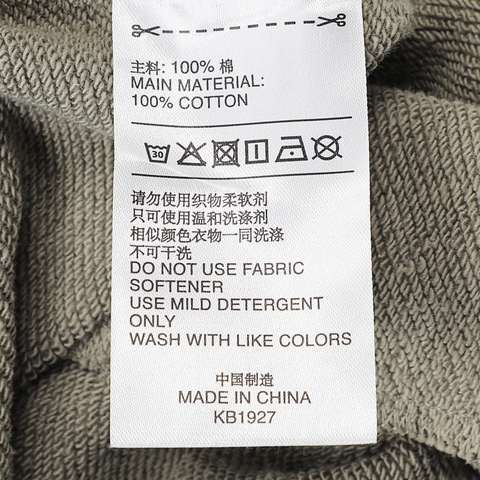 主料: 100% 棉
MAIN MATERIAL:
100% COTTON
30
请勿使用织物柔软剂
只可使用温和洗涤剂
相似颜色衣物一同洗涤
不可干洗
DO NOT USE FABRIC
SOFTENER
USE MILD DETERGENT
ONLY
WASH WITH LIKE COLORS
中国制造
MADE IN CHINA
KB1927